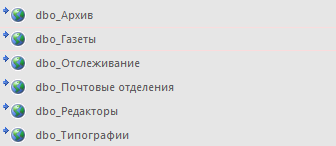 dbo_Архив
dbo_Газеты
dbo_Отслеживание
dbo_Почтовые отделения
dbo_Редакторы
dbo_Типографии